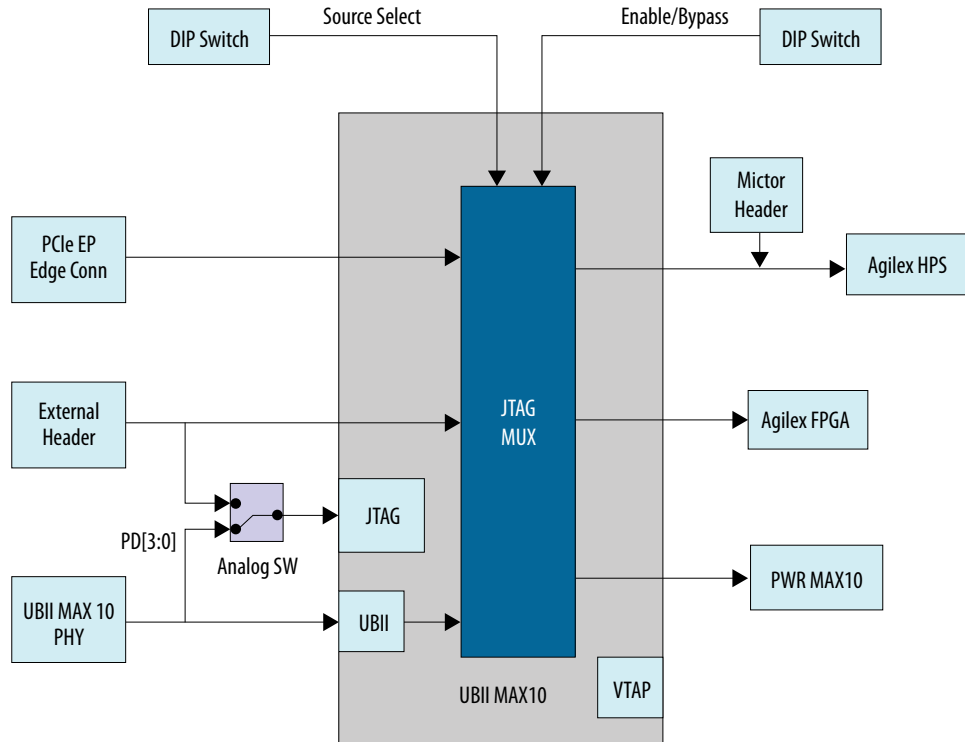 Source Select
Enable/Bypass
DIP Switch
DIP Switch
Mictor
Header
PCIe EP
Edge Conn
Agilex HPS
External
Header
JTAG
MUX
Agilex FPGA
JTAG
PD[3:0]
Analog SW
PWR MAX10
UBII MAX 10
PHY
UBII
UBII MAX10
VTAP